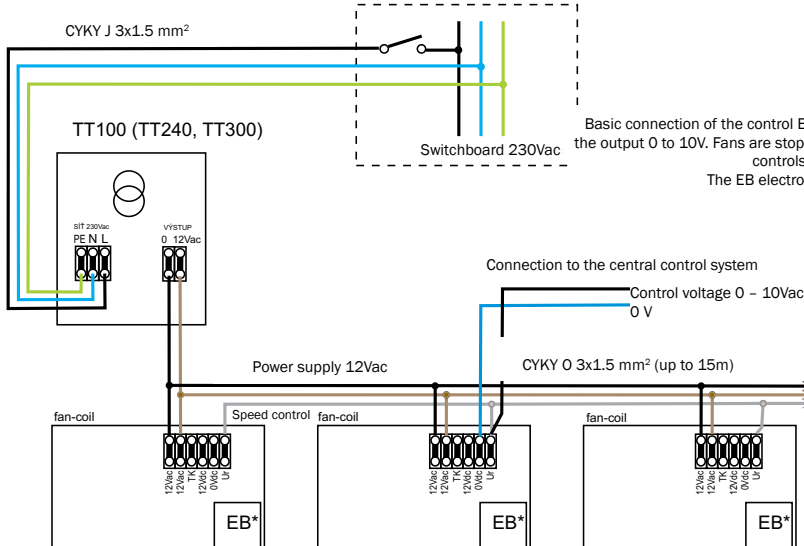 CYKY J 3x1.5 mm²
Switchboard 230Vac
TT100 (TT240, TT300)
Basic connection of the control E
the output 0 to 10V. Fans are stop
controls
The EB electro
SÍŤ 230Vac
PE N L
VÝSTUP
0 12Vac
Connection to the central control system
Control voltage 0 – 10Vac
0 V
Power supply 12Vac
CYKY O 3x1.5 mm² (up to 15m)
fan-coil
Speed control
fan-coil
fan-coil
12Vac
12Vac
TK
12Vdc
0Vdc
Ur
12Vac
12Vac
TK
12Vdc
0Vdc
Ur
12Vac
12Vac
TK
12Vdc
0Vdc
Ur
EB*
EB*
EB*